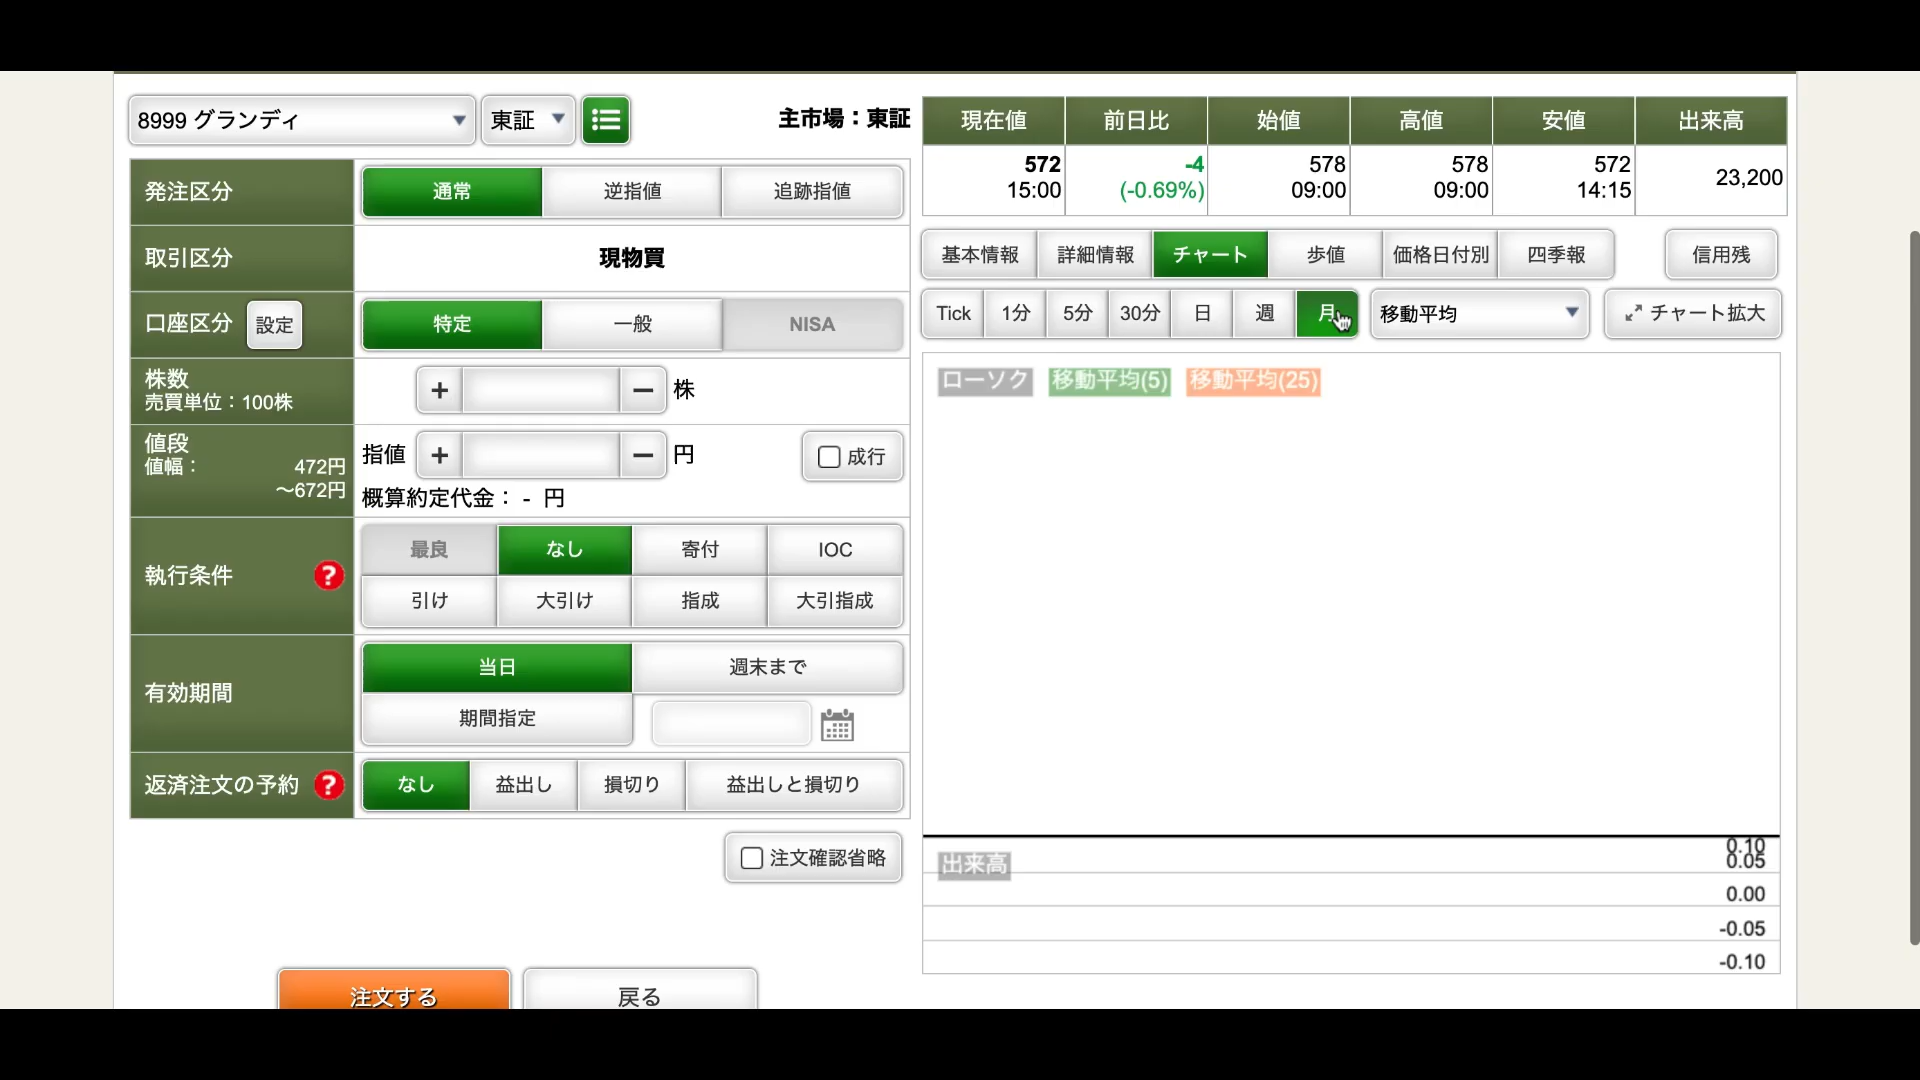 8999 グランディ 東証 主市場：東証
発注区分 通常 逆指値 追跡指値
取引区分 現物買
口座区分 設定 特定 一般 NISA
株数
売買単位：100株
+ − 株
値段
値幅： 472円
～672円
指値 + − 円 成行
概算約定代金： - 円
執行条件 ? 最良 なし 寄付 IOC
引け 大引け 指成 大引指成
有効期間 当日 週末まで
期間指定
返済注文の予約 ? なし 益出し 損切り 益出しと損切り
注文確認省略
注文する 戻る
現在値 前日比 始値 高値 安値 出来高
572 -4 578 578 572 23,200
15:00 (-0.69%) 09:00 09:00 14:15
基本情報 詳細情報 チャート 歩値 価格日付別 四季報 信用残
Tick 1分 5分 30分 日 週 月 移動平均 チャート拡大
ローソク 移動平均(5) 移動平均(25)
出来高
0.10
0.05
0.00
-0.05
-0.10